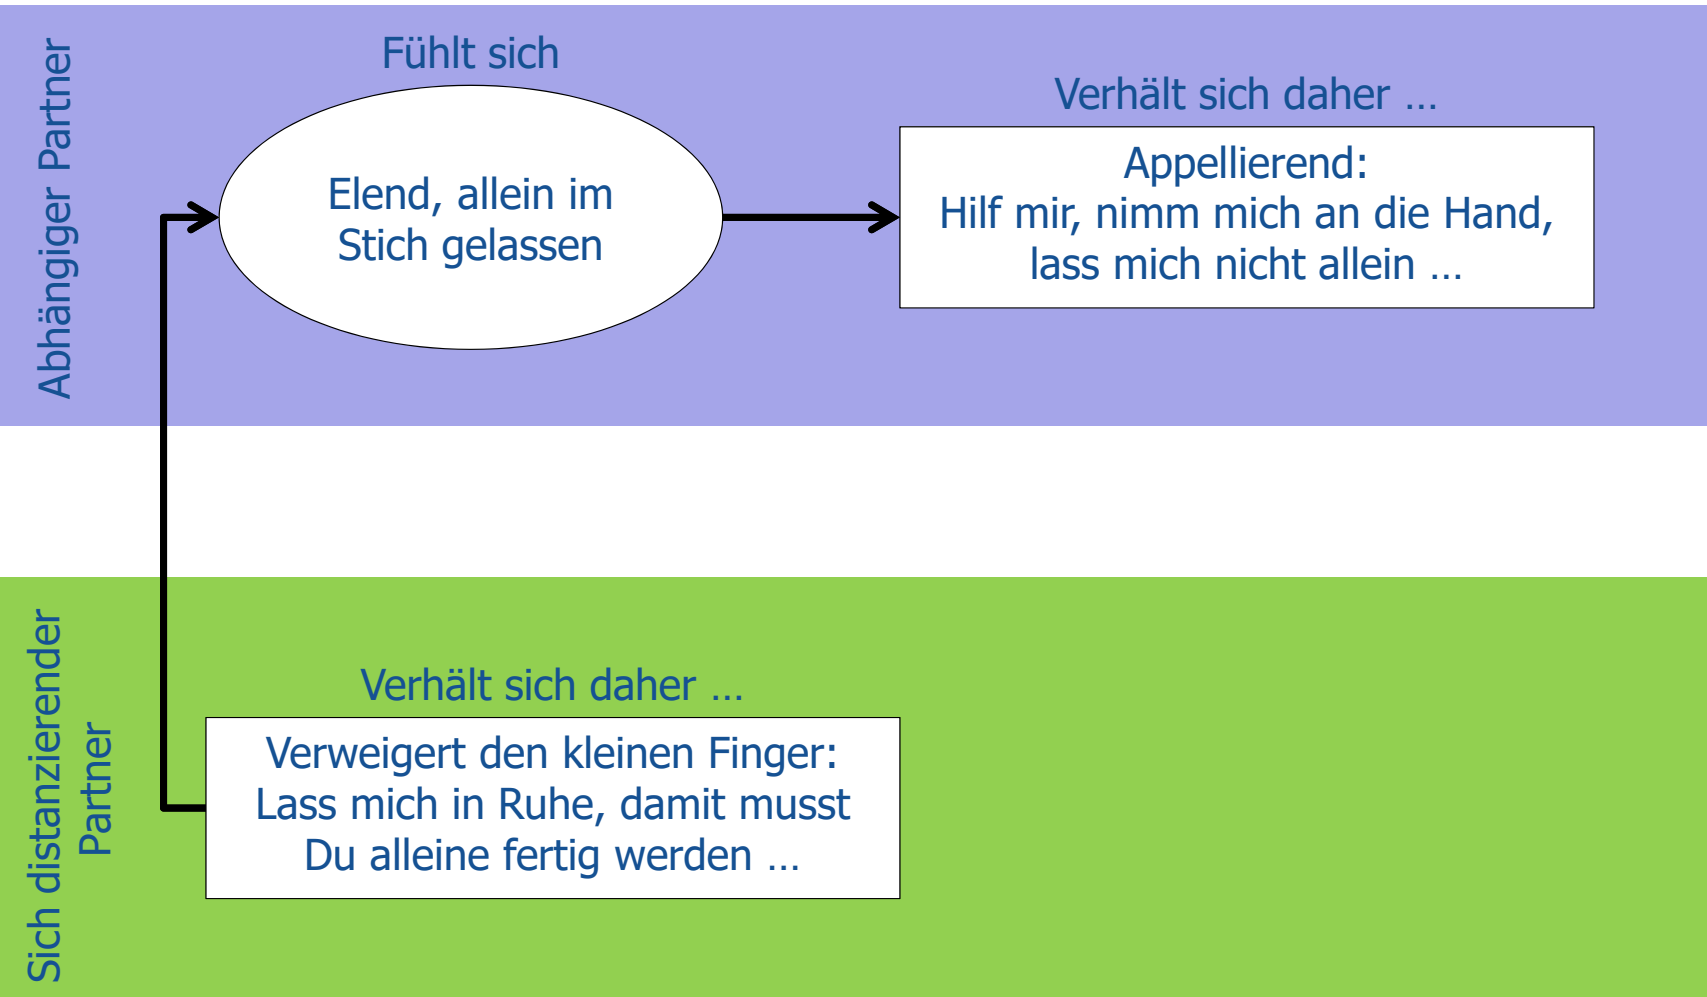 Abhängiger Partner
Fühlt sich
Elend, allein im
Stich gelassen
Verhält sich daher …
Appellierend:
Hilf mir, nimm mich an die Hand,
lass mich nicht allein …
Sich distanzierender
Partner
Verhält sich daher …
Verweigert den kleinen Finger:
Lass mich in Ruhe, damit musst
Du alleine fertig werden …